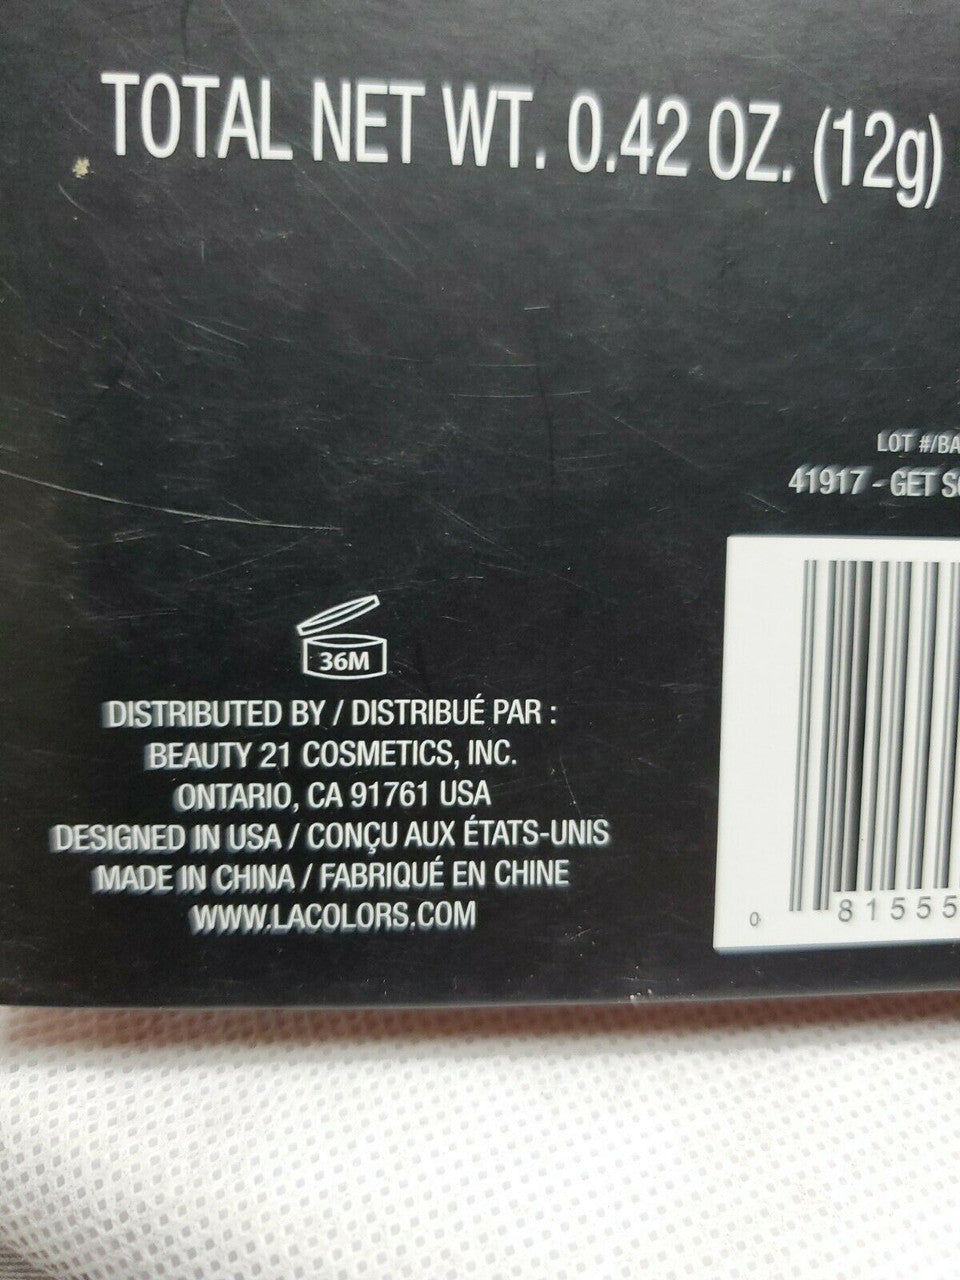 TOTAL NET WT. 0.42 OZ. (12g)
LOT #/BA
41917 - GET
36M
DISTRIBUTED BY / DISTRIBUÉ PAR :
BEAUTY 21 COSMETICS, INC.
ONTARIO, CA 91761 USA
DESIGNED IN USA / CONÇU AUX ÉTATS-UNIS
MADE IN CHINA / FABRIQUÉ EN CHINE
WWW.LACOLORS.COM
0 81555